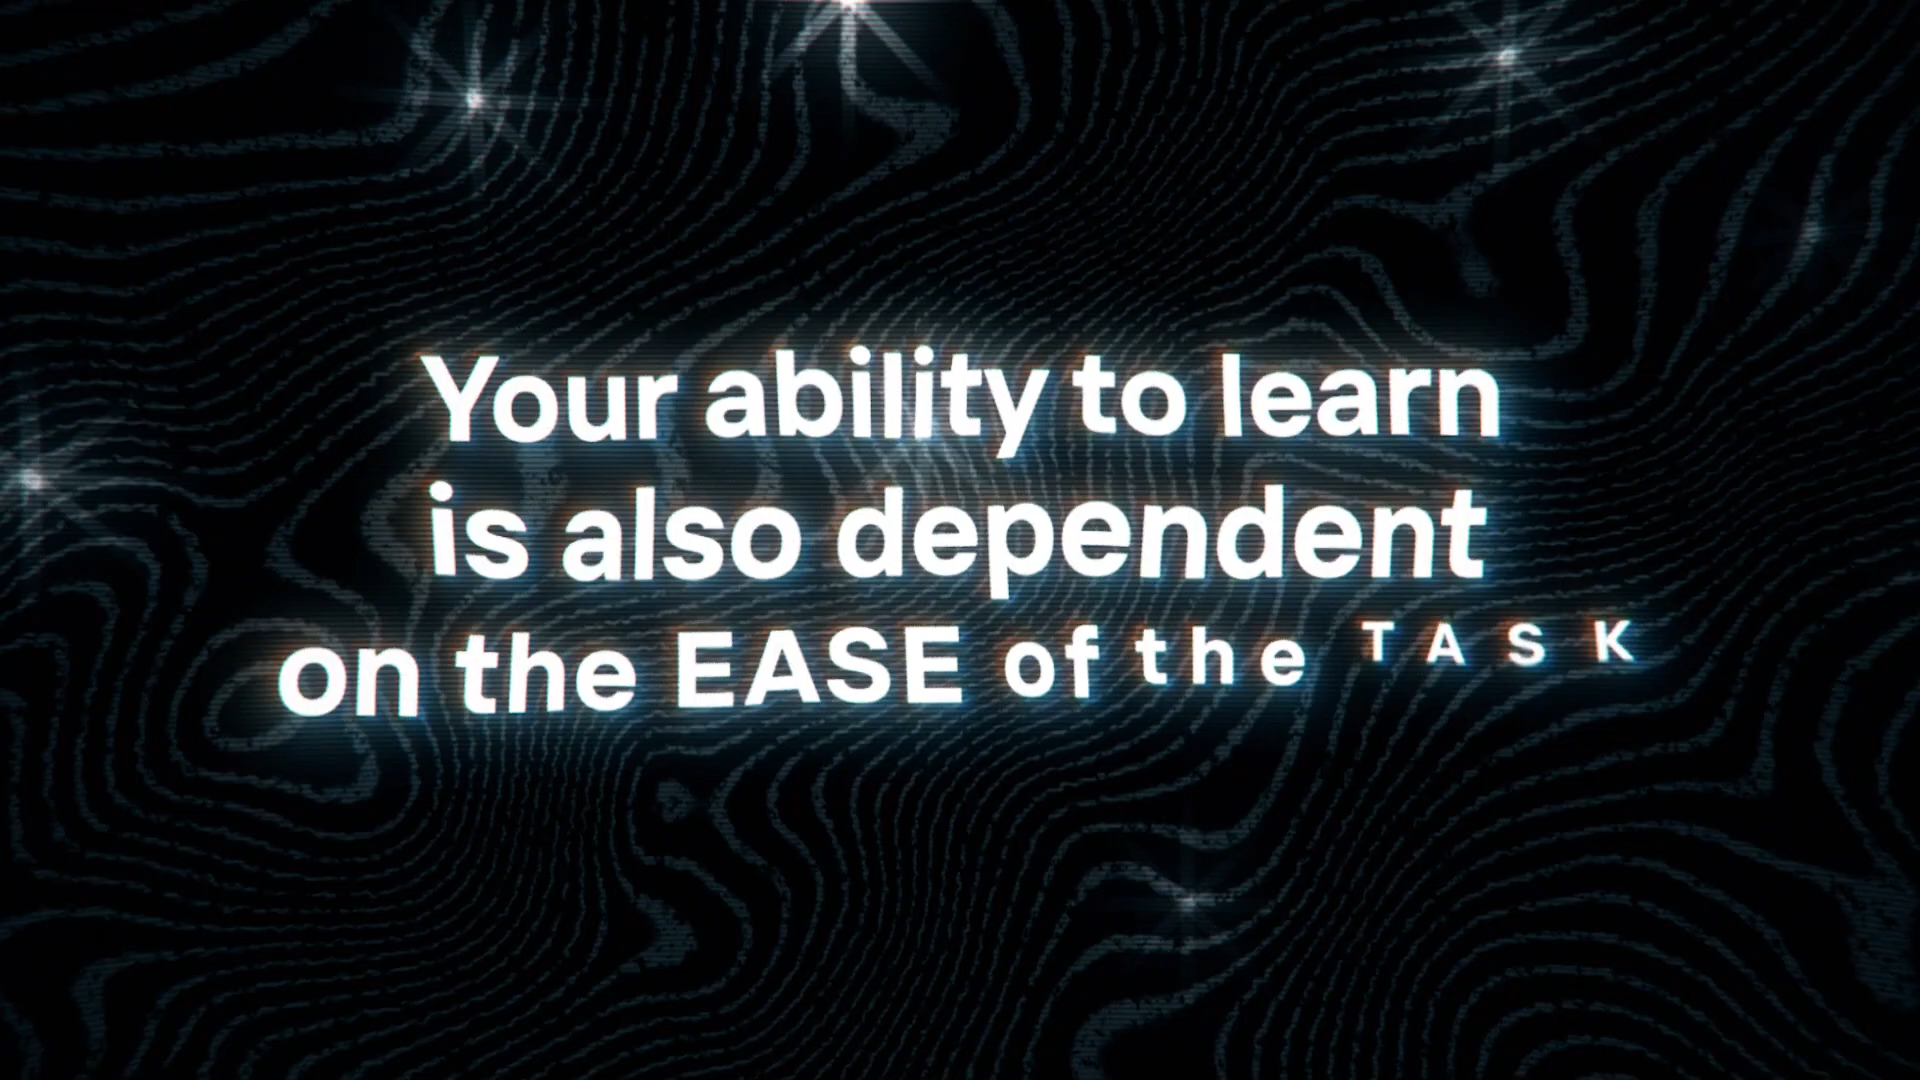 Your ability to learn
is also dependent
on the EASE of the TASK